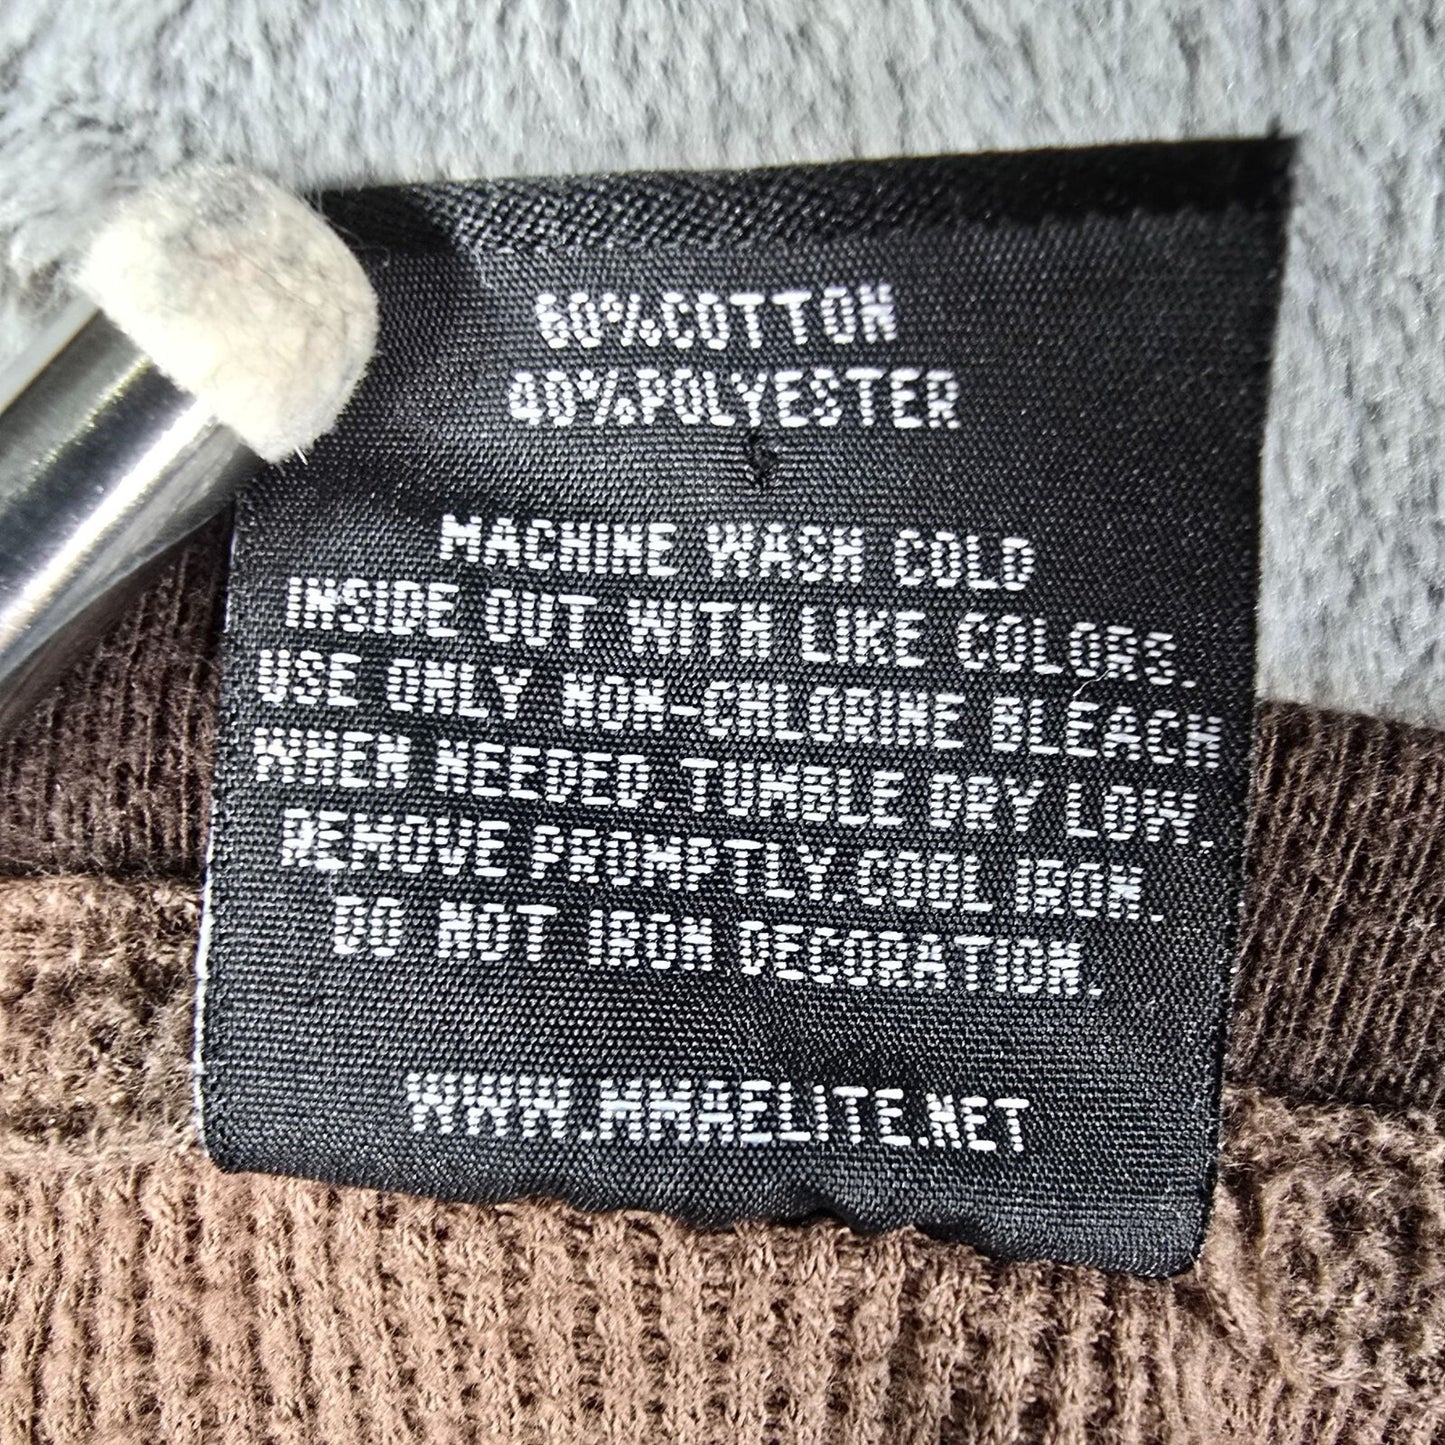 60%COTTON
40%POLYESTER
MACHINE WASH COLD
INSIDE OUT WITH LIKE COLORS.
USE ONLY NON-CHLORINE BLEACH
WHEN NEEDED.TUMBLE DRY LOW.
REMOVE PROMPTLY.COOL IRON.
DO NOT IRON DECORATION.
WWW.MMAELITE.NET